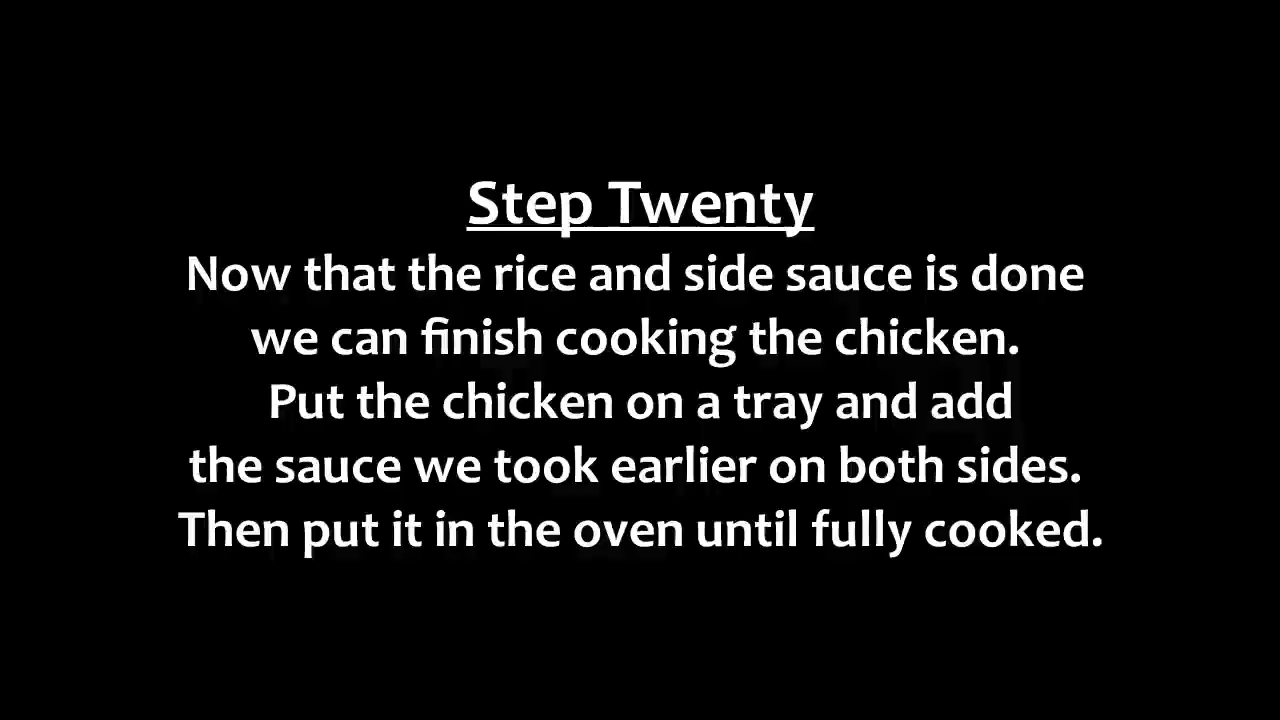 Step Twenty
Now that the rice and side sauce is done
we can finish cooking the chicken.
Put the chicken on a tray and add
the sauce we took earlier on both sides.
Then put it in the oven until fully cooked.